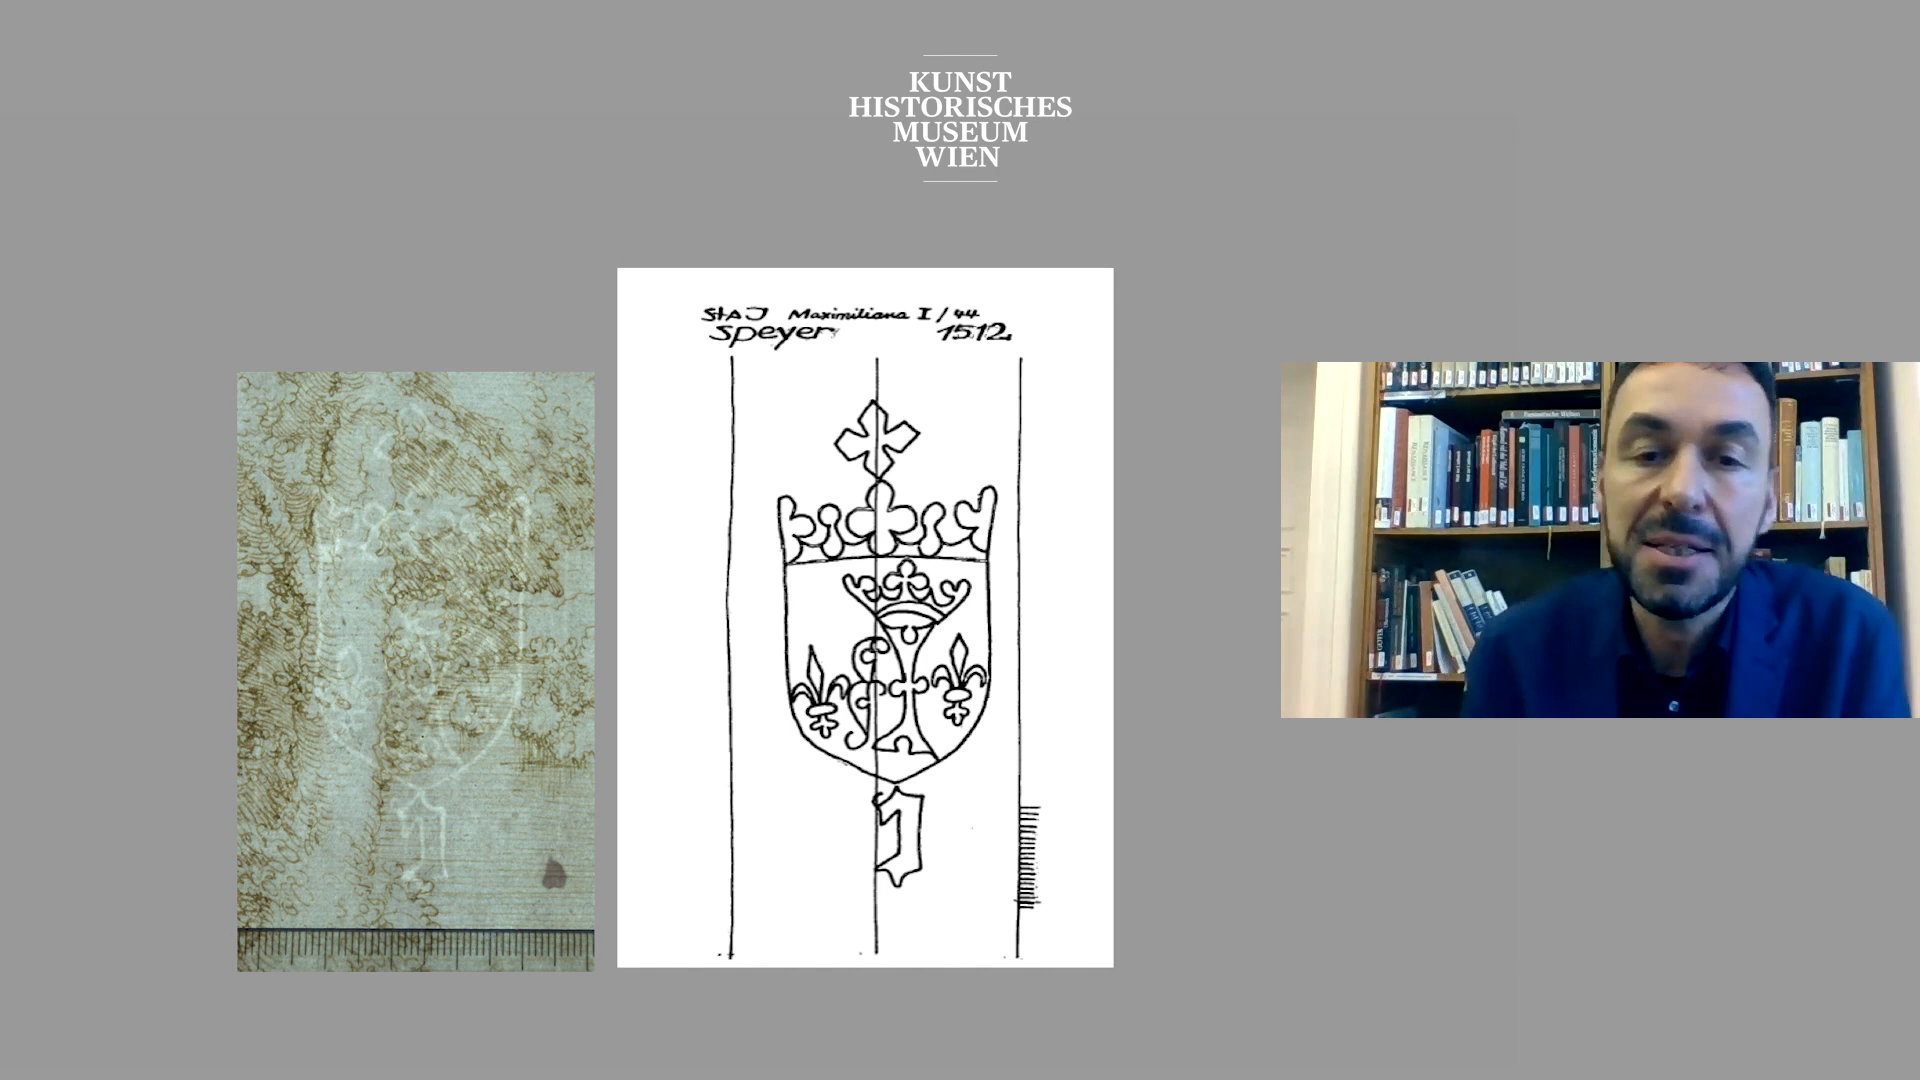 KUNST
HISTORISCHES
MUSEUM
WIEN
StAJ Maximiliana I/44
Speyer 1512.